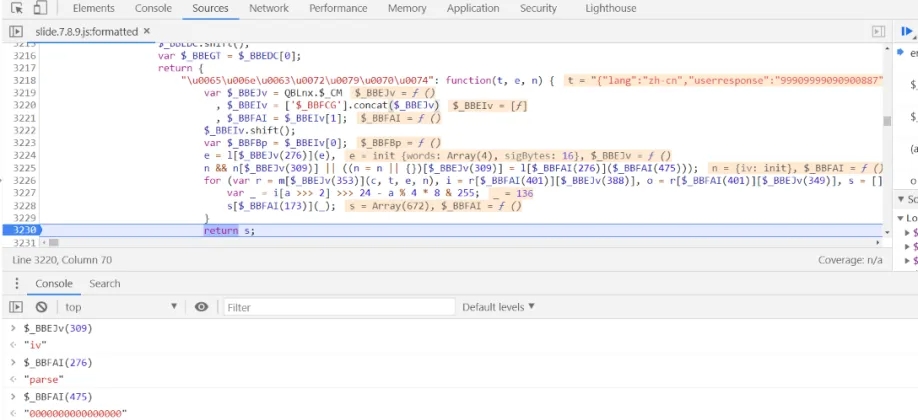 Elements Console Sources Network Performance Memory Application Security Lighthouse
slide.7.8.9.js:formatted ×
3215 $_BBEDC.shift();
3216 var $_BBEGT = $_BBEDC[0];
3217 return {
3218 "\u0065\u006e\u0063\u0072\u0079\u0070\u0074": function(t, e, n) { t = "{"lang":"zh-cn","userresponse":"99909999090900887"
3219 var $_BBEJv = QBLnx.$_CM $_BBEJv = ƒ ()
3220 , $_BBEIv = ['$_BBFCG'].concat($_BBEJv) $_BBEIv = [ƒ]
3221 , $_BBFAI = $_BBEIv[1]; $_BBFAI = ƒ ()
3222 $_BBEIv.shift();
3223 var $_BBFBp = $_BBEIv[0]; $_BBFBp = ƒ ()
3224 e = l[$_BBEJv(276)](e), e = init {words: Array(4), sigBytes: 16}, $_BBEJv = ƒ ()
3225 n && n[$_BBEJv(309)] || ((n = n || {})[$_BBEJv(309)] = l[$_BBFAI(276)]($_BBFAI(475))); n = {iv: init}, $_BBFAI = ƒ ()
3226 for (var r = m[$_BBEJv(353)](c, t, e, n), i = r[$_BBFAI(401)][$_BBEJv(388)], o = r[$_BBFAI(401)][$_BBEJv(349)], s = []
3227 var _ = i[a >>> 2] >>> 24 - a % 4 * 8 & 255; _ = 136
3228 s[$_BBFAI(173)](_); s = Array(672), $_BBFAI = ƒ ()
3229 }
3230 return s;
3231
Line 3220, Column 70 Coverage: n/a
Console Search
top Filter Default levels ▼
> $_BBEJv(309)
"iv"
> $_BBFAI(276)
"parse"
> $_BBFAI(475)
"0000000000000000"